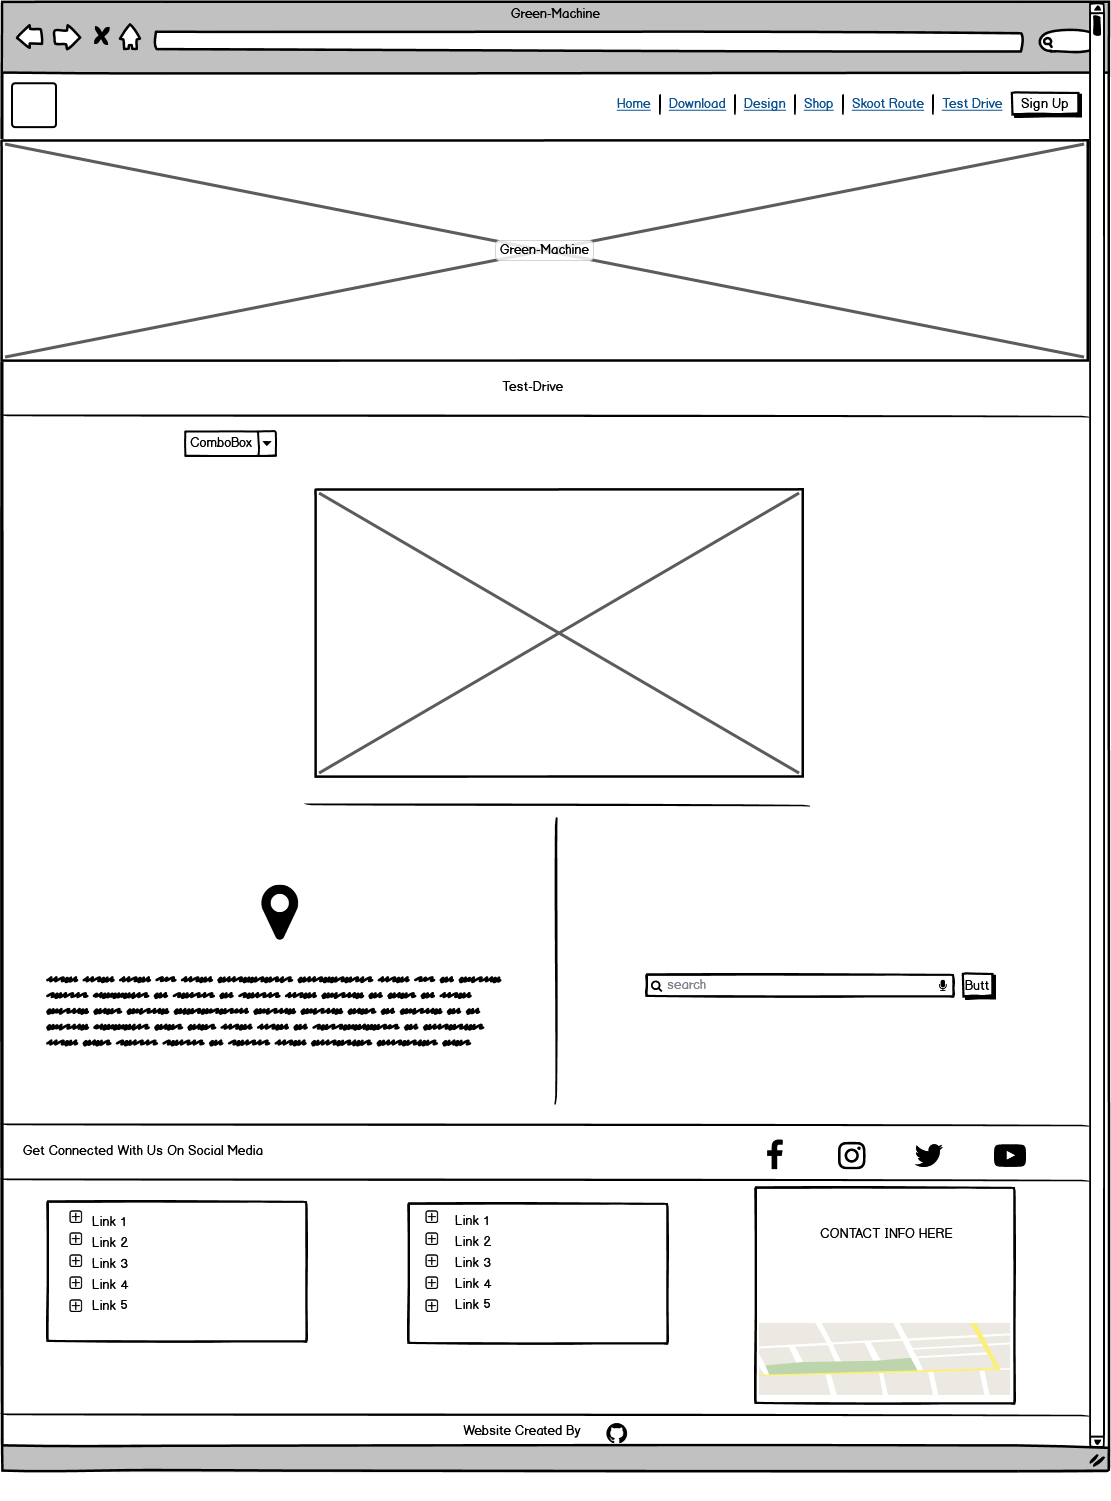 Green-Machine
Home Download Design Shop Skoot Route Test Drive Sign Up
Green-Machine
Test-Drive
ComboBox
search Butt
Get Connected With Us On Social Media
Link 1
Link 2
Link 3
Link 4
Link 5
Link 1
Link 2
Link 3
Link 4
Link 5
CONTACT INFO HERE
Website Created By